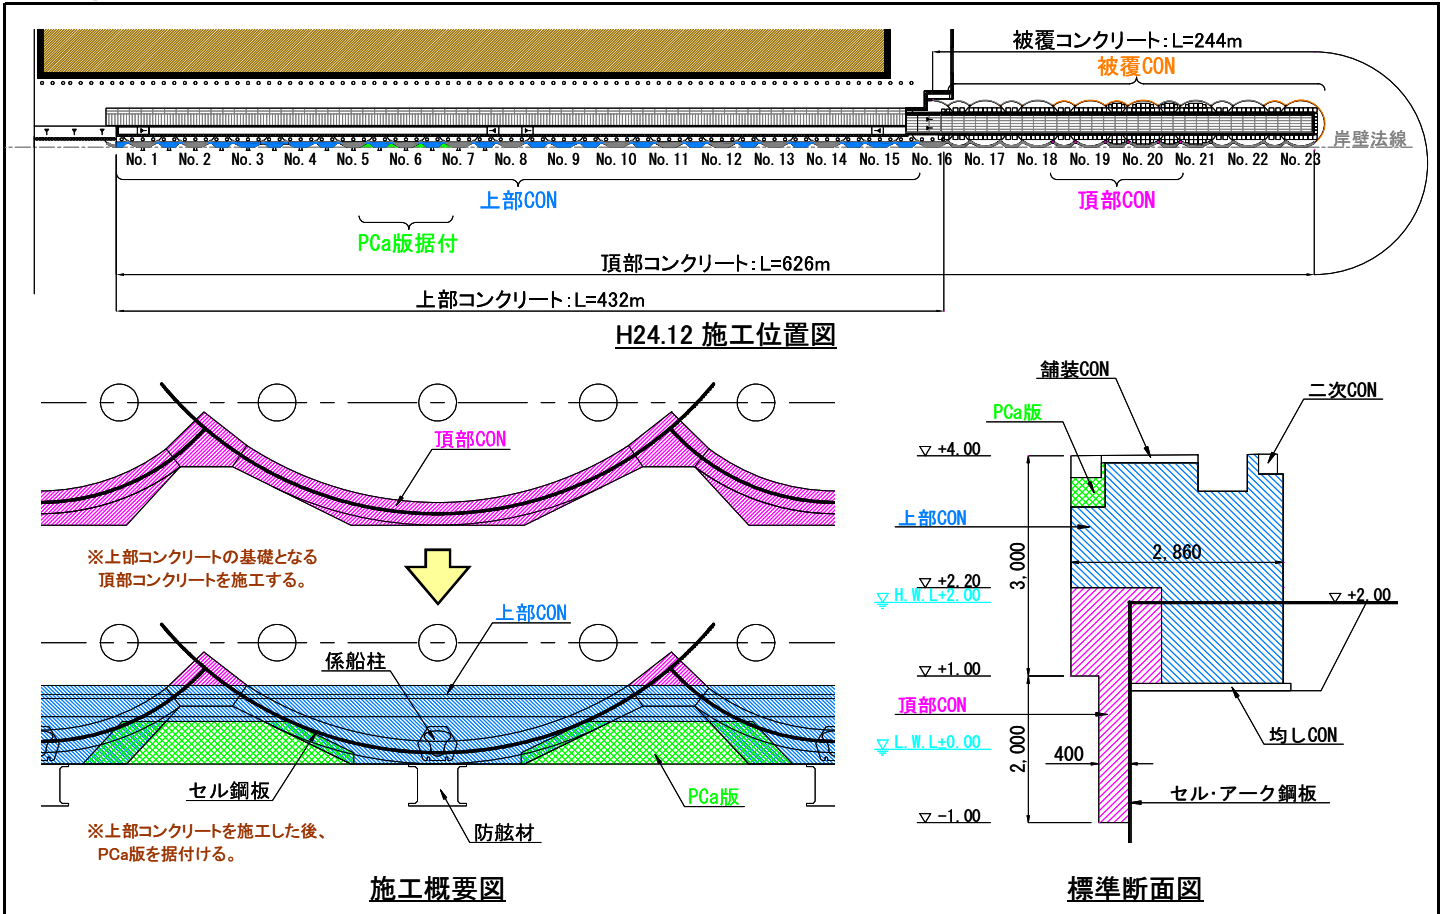 被覆コンクリート:L=244m
被覆CON
岸壁法線
No. 1 No. 2 No. 3 No. 4 No. 5 No. 6 No. 7 No. 8 No. 9 No. 10 No. 11 No. 12 No. 13 No. 14 No. 15 No. 16 No. 17 No. 18 No. 19 No. 20 No. 21 No. 22 No. 23
上部CON
頂部CON
PCa版据付
頂部コンクリート:L=626m
上部コンクリート:L=432m
H24.12 施工位置図
頂部CON
※上部コンクリートの基礎となる
頂部コンクリートを施工する。
上部CON
係船柱
セル鋼板
PCa版
防舷材
※上部コンクリートを施工した後、
PCa版を据付ける。
施工概要図
舗装CON
二次CON
PCa版
▽ +4.00
上部CON
3,000
2,860
▽ +2.20
▽ H.W.L+2.00
▽ +2.00
▽ +1.00
頂部CON
2,000
▽ L.W.L±0.00
400
均しCON
セル・アーク鋼板
▽ -1.00
標準断面図